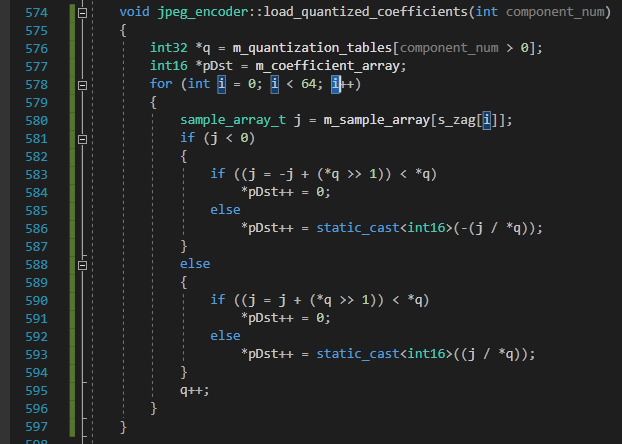 574 void jpeg_encoder::load_quantized_coefficients(int component_num)
575 {
576 int32 *q = m_quantization_tables[component_num > 0];
577 int16 *pDst = m_coefficient_array;
578 for (int i = 0; i < 64; i++)
579 {
580 sample_array_t j = m_sample_array[s_zag[i]];
581 if (j < 0)
582 {
583 if ((j = -j + (*q >> 1)) < *q)
584 *pDst++ = 0;
585 else
586 *pDst++ = static_cast<int16>(-(j / *q));
587 }
588 else
589 {
590 if ((j = j + (*q >> 1)) < *q)
591 *pDst++ = 0;
592 else
593 *pDst++ = static_cast<int16>((j / *q));
594 }
595 q++;
596 }
597 }